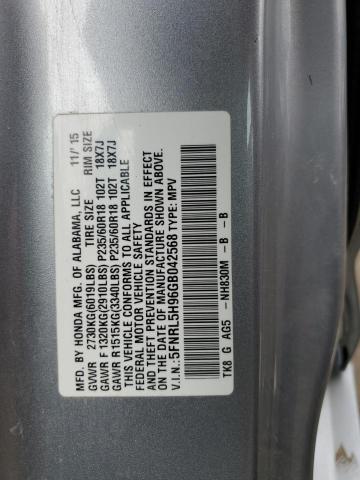 MFD. BY HONDA MFG. OF ALABAMA, LLC 11/'15
GVWR 2730KG(6019LBS) TIRE SIZE RIM SIZE
GAWR F 1320KG(2910LBS) P235/60R18 102T 18X7J
GAWR R 1515KG(3340LBS) P235/60R18 102T 18X7J
THIS VEHICLE CONFORMS TO ALL APPLICABLE
FEDERAL MOTOR VEHICLE SAFETY, BUMPER,
AND THEFT PREVENTION STANDARDS IN EFFECT
ON THE DATE OF MANUFACTURE SHOWN ABOVE.
V.I.N.: 5FNRL5H96GB042568 TYPE: MPV
TK8 G AG5 -NH830M - B - B